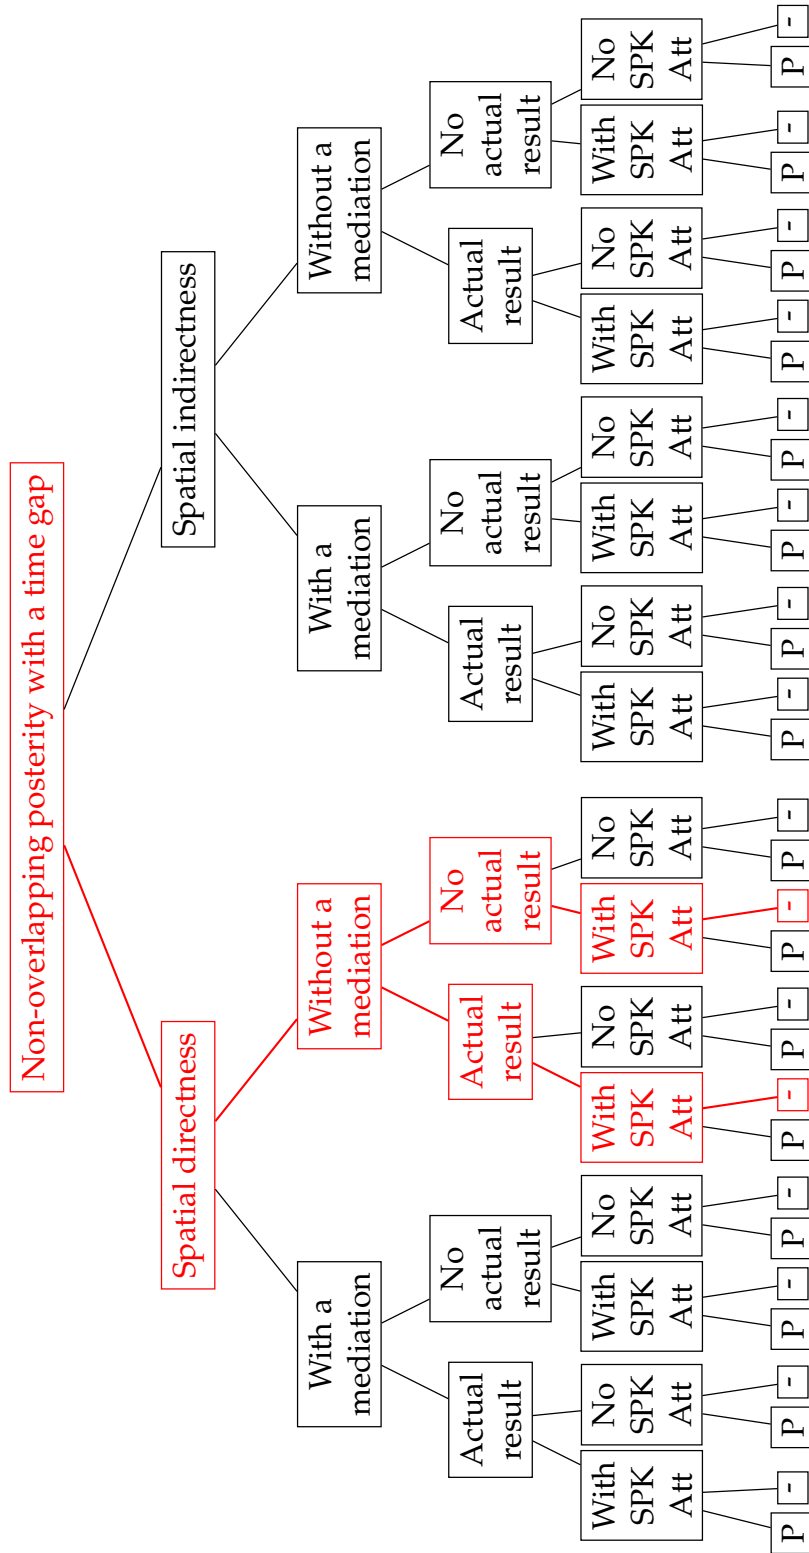 Non-overlapping posterity with a time gap
Spatial directness
Spatial indirectness
With a
mediation
Without a
mediation
With a
mediation
Without a
mediation
Actual
result
No
actual
result
Actual
result
No
actual
result
Actual
result
No
actual
result
Actual
result
No
actual
result
With
SPK
Att
No
SPK
Att
With
SPK
Att
No
SPK
Att
With
SPK
Att
No
SPK
Att
With
SPK
Att
No
SPK
Att
With
SPK
Att
No
SPK
Att
With
SPK
Att
No
SPK
Att
With
SPK
Att
No
SPK
Att
With
SPK
Att
No
SPK
Att
P
-
P
-
P
-
P
-
P
-
P
-
P
-
P
-
P
-
P
-
P
-
P
-
P
-
P
-
P
-
P
-